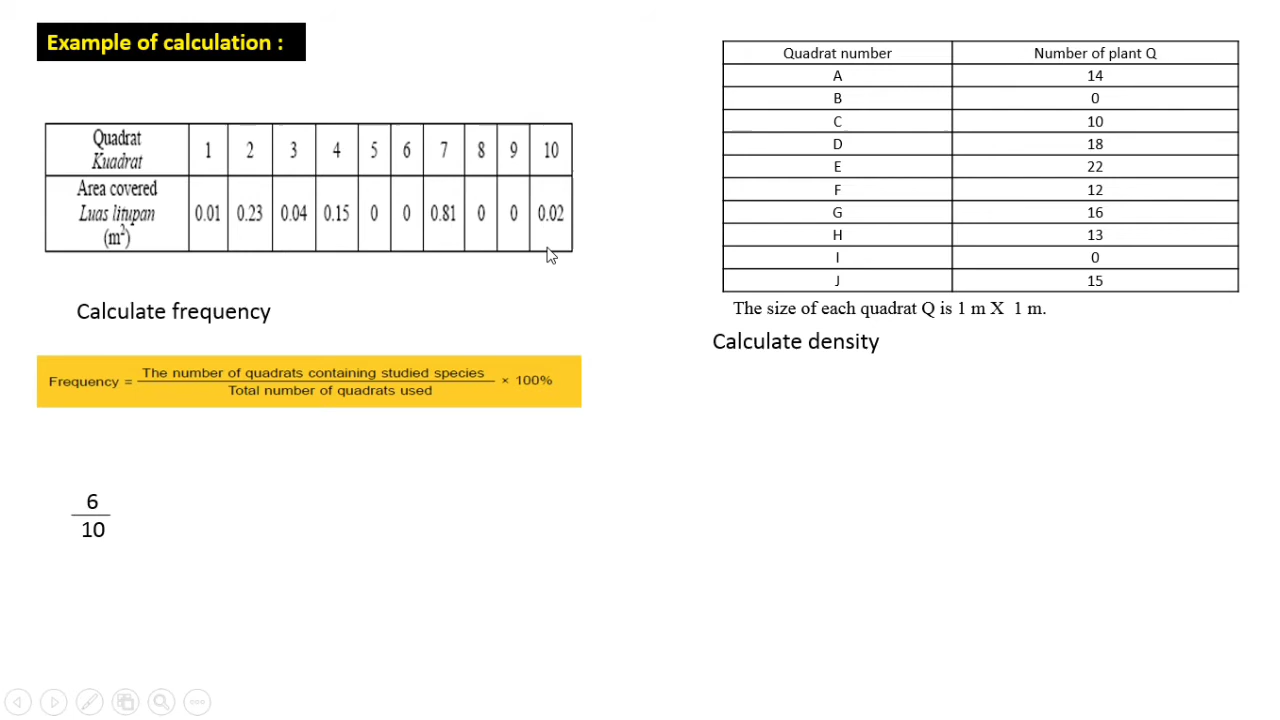 Example of calculation :
Quadrat 1 2 3 4 5 6 7 8 9 10
Kuadrat
Area covered
Luas litupan 0.01 0.23 0.04 0.15 0 0 0.81 0 0 0.02
(m²)
Calculate frequency
Frequency = The number of quadrats containing studied species × 100%
Total number of quadrats used
6
10
Quadrat number Number of plant Q
A 14
B 0
C 10
D 18
E 22
F 12
G 16
H 13
I 0
J 15
The size of each quadrat Q is 1 m X 1 m.
Calculate density